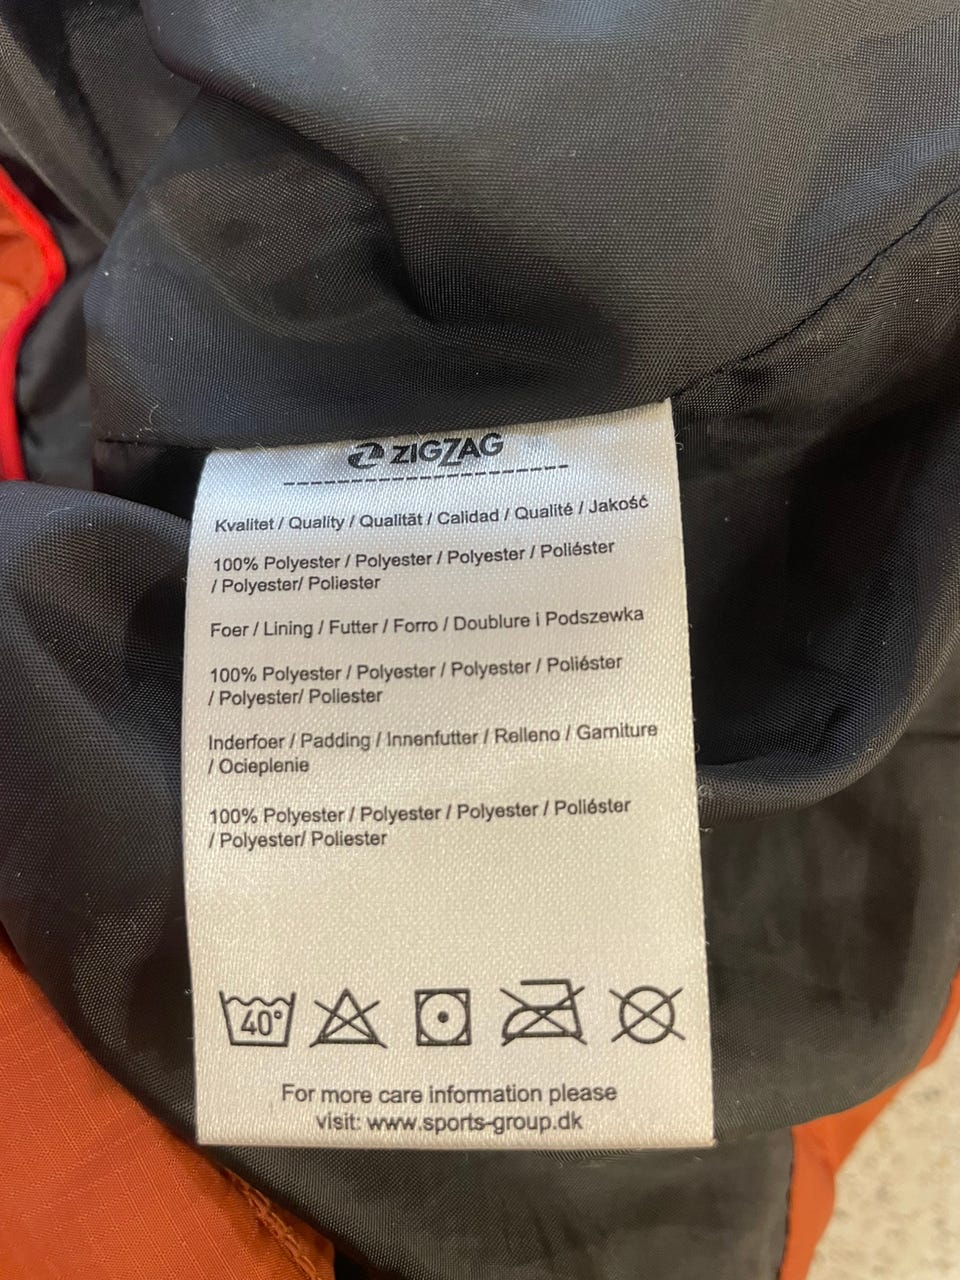 ZIGZAG
Kvalitet / Quality / Qualität / Calidad / Qualité / Jakość
100% Polyester / Polyester / Polyester / Poliéster
/ Polyester/ Poliester
Foer / Lining / Futter / Forro / Doublure i Podszewka
100% Polyester / Polyester / Polyester / Poliéster
/ Polyester/ Poliester
Inderfoer / Padding / Innenfutter / Relleno / Garniture
/ Ocieplenie
100% Polyester / Polyester / Polyester / Poliéster
/ Polyester/ Poliester
40°
For more care information please
visit: www.sports-group.dk